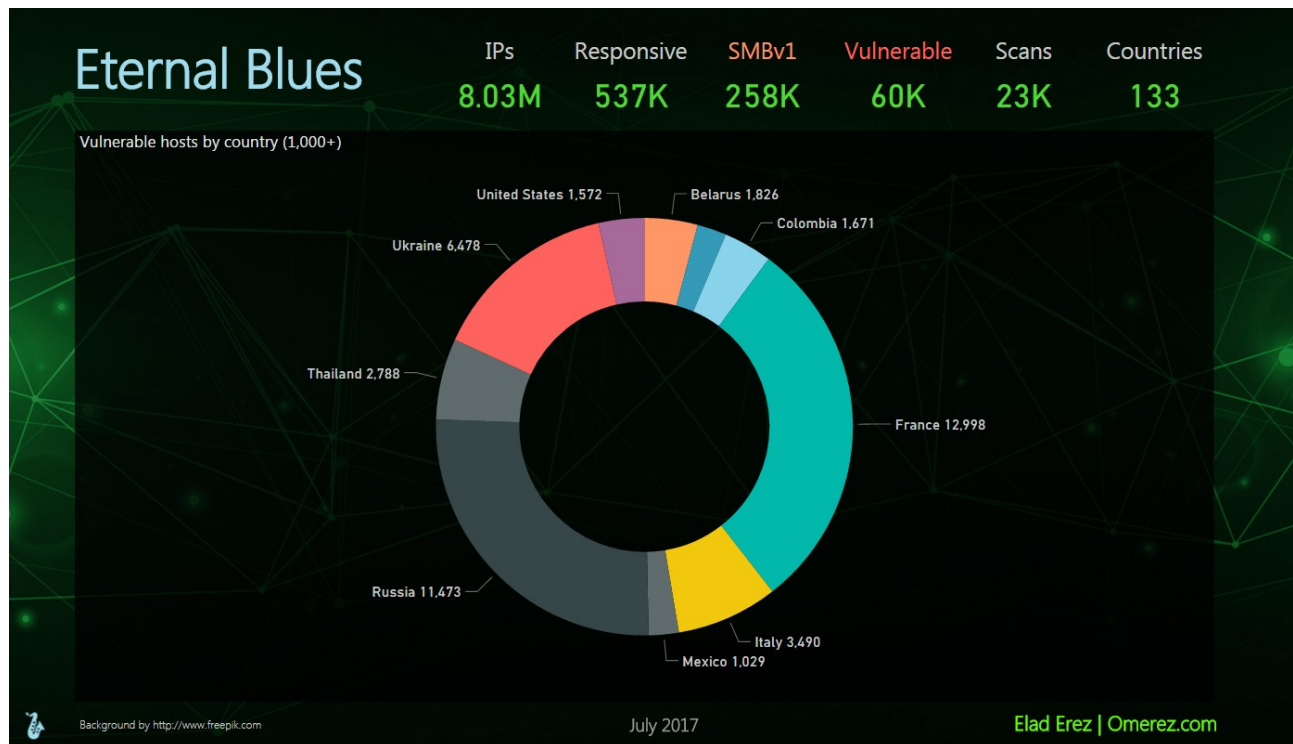 Eternal Blues
IPs Responsive SMBv1 Vulnerable Scans Countries
8.03M 537K 258K 60K 23K 133
Vulnerable hosts by country (1,000+)
United States 1,572
Belarus 1,826
Colombia 1,671
Ukraine 6,478
Thailand 2,788
France 12,998
Russia 11,473
Italy 3,490
Mexico 1,029
Background by http://www.freepik.com
July 2017
Elad Erez | Omerez.com